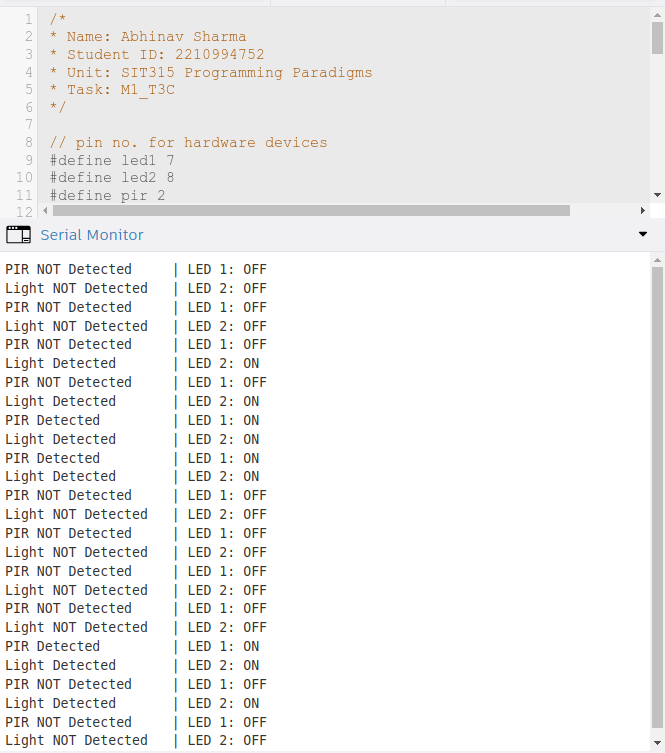 1 /*
2 * Name: Abhinav Sharma
3 * Student ID: 2210994752
4 * Unit: SIT315 Programming Paradigms
5 * Task: M1_T3C
6 */
7
8 // pin no. for hardware devices
9 #define led1 7
10 #define led2 8
11 #define pir 2
12
Serial Monitor
PIR NOT Detected | LED 1: OFF
Light NOT Detected | LED 2: OFF
PIR NOT Detected | LED 1: OFF
Light NOT Detected | LED 2: OFF
PIR NOT Detected | LED 1: OFF
Light Detected | LED 2: ON
PIR NOT Detected | LED 1: OFF
Light Detected | LED 2: ON
PIR Detected | LED 1: ON
Light Detected | LED 2: ON
PIR Detected | LED 1: ON
Light Detected | LED 2: ON
PIR NOT Detected | LED 1: OFF
Light NOT Detected | LED 2: OFF
PIR NOT Detected | LED 1: OFF
Light NOT Detected | LED 2: OFF
PIR NOT Detected | LED 1: OFF
Light NOT Detected | LED 2: OFF
PIR NOT Detected | LED 1: OFF
Light NOT Detected | LED 2: OFF
PIR Detected | LED 1: ON
Light Detected | LED 2: ON
PIR NOT Detected | LED 1: OFF
Light Detected | LED 2: ON
PIR NOT Detected | LED 1: OFF
Light NOT Detected | LED 2: OFF